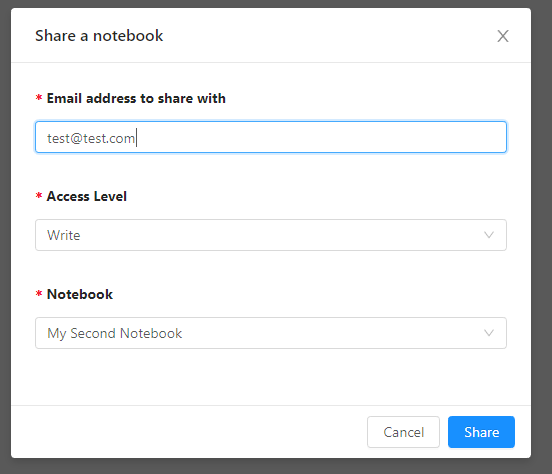 Share a notebook
* Email address to share with
test@test.com
* Access Level
Write
* Notebook
My Second Notebook
Cancel Share